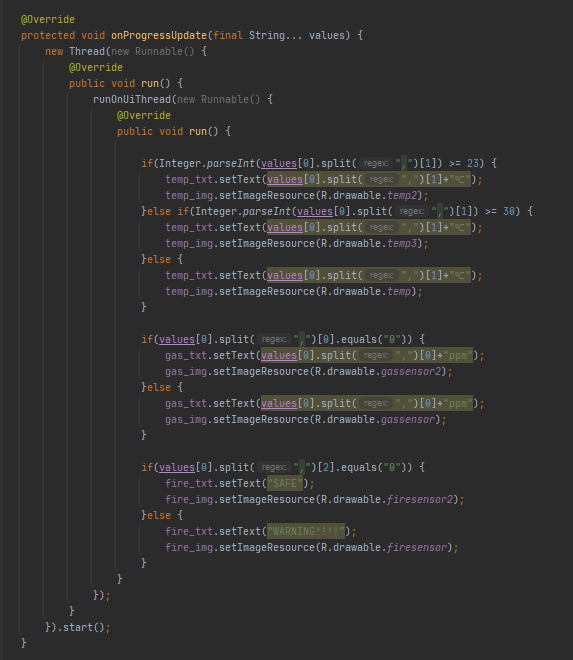 @Override
protected void onProgressUpdate(final String... values) {
new Thread(new Runnable() {
@Override
public void run() {
runOnUiThread(new Runnable() {
@Override
public void run() {
if(Integer.parseInt(values[0].split( regex: ",")[1]) >= 23) {
temp_txt.setText(values[0].split( regex: ",")[1]+"℃");
temp_img.setImageResource(R.drawable.temp2);
}else if(Integer.parseInt(values[0].split( regex: ",")[1]) >= 30) {
temp_txt.setText(values[0].split( regex: ",")[1]+"℃");
temp_img.setImageResource(R.drawable.temp3);
}else {
temp_txt.setText(values[0].split( regex: ",")[1]+"℃");
temp_img.setImageResource(R.drawable.temp);
}
if(values[0].split( regex: ",")[0].equals("0")) {
gas_txt.setText(values[0].split( regex: ",")[0]+"ppm");
gas_img.setImageResource(R.drawable.gassensor2);
}else {
gas_txt.setText(values[0].split( regex: ",")[0]+"ppm");
gas_img.setImageResource(R.drawable.gassensor);
}
if(values[0].split( regex: ",")[2].equals("0")) {
fire_txt.setText("SAFE");
fire_img.setImageResource(R.drawable.firesensor2);
}else {
fire_txt.setText("WARNING!!!!");
fire_img.setImageResource(R.drawable.firesensor);
}
}
});
}
}).start();
}